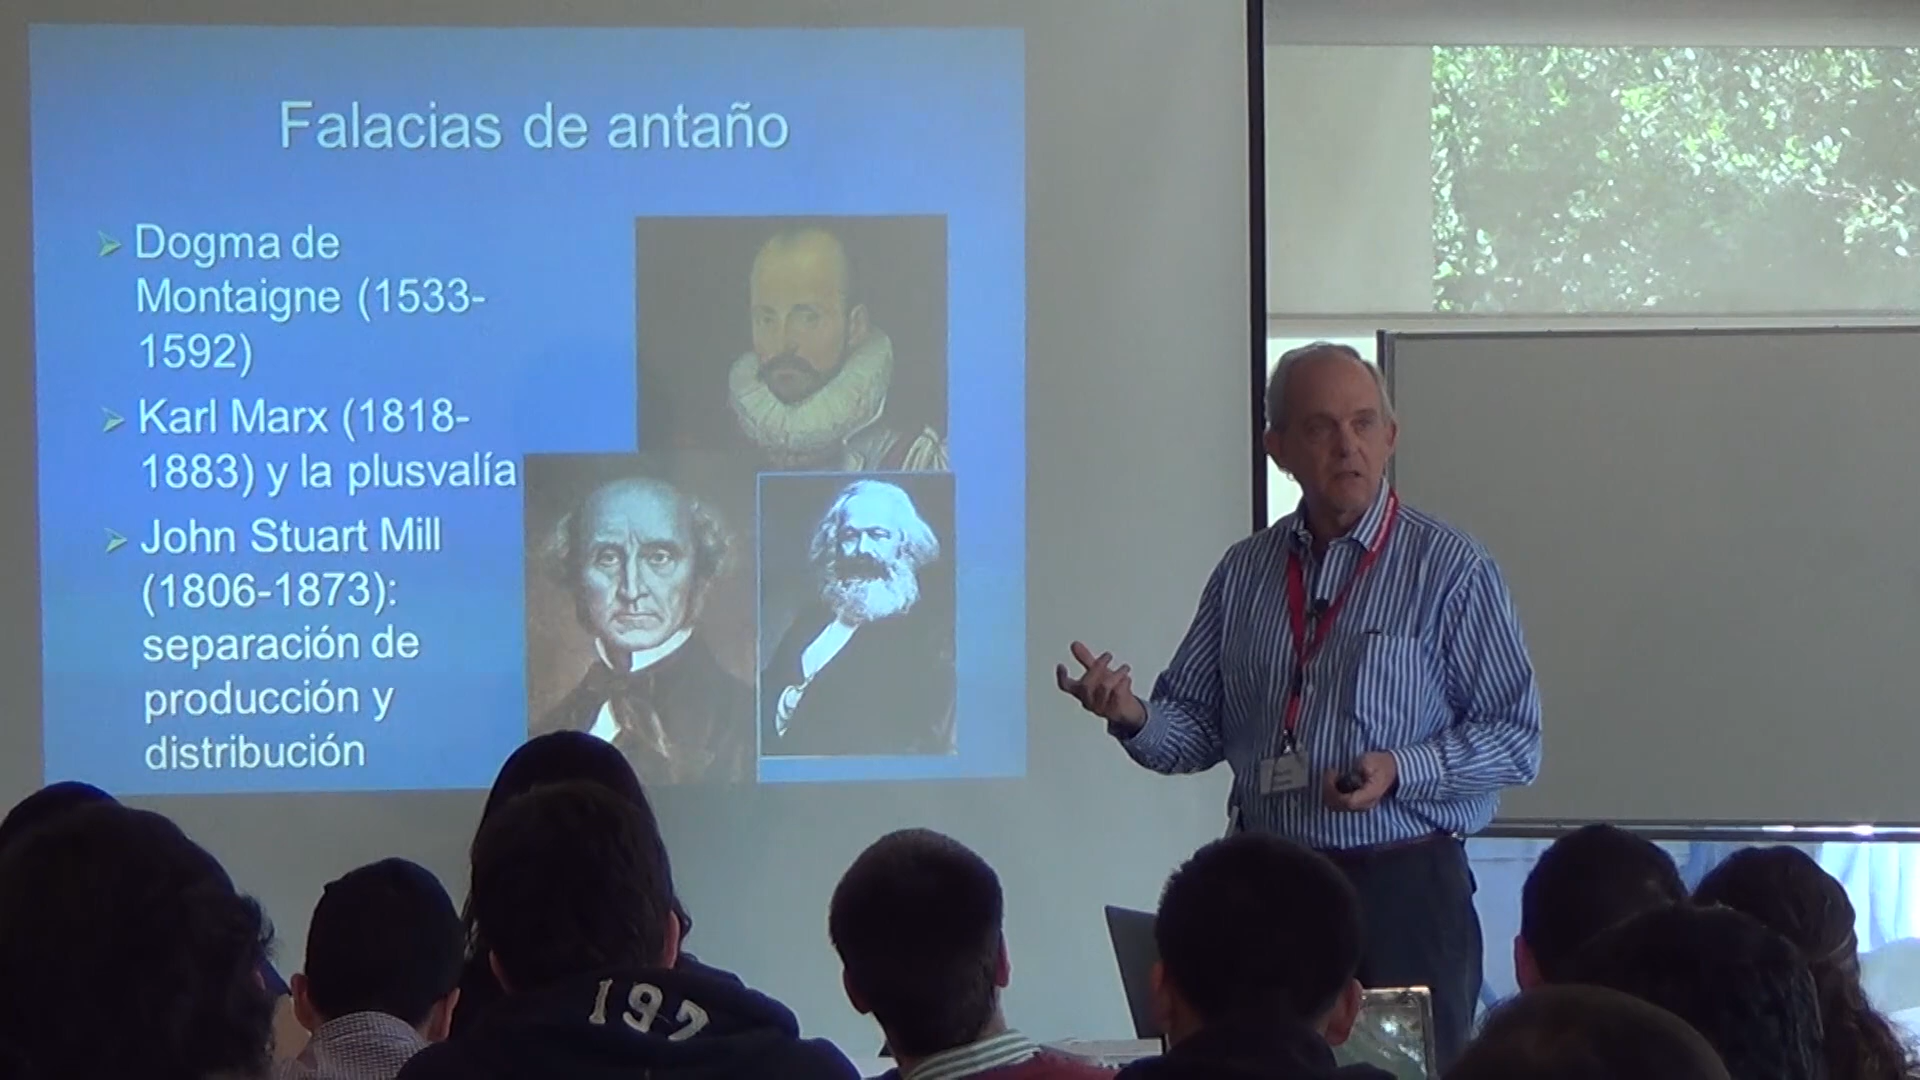 Falacias de antaño
Dogma de
Montaigne (1533-
1592)
Karl Marx (1818-
1883) y la plusvalía
John Stuart Mill
(1806-1873):
separación de
producción y
distribución
197